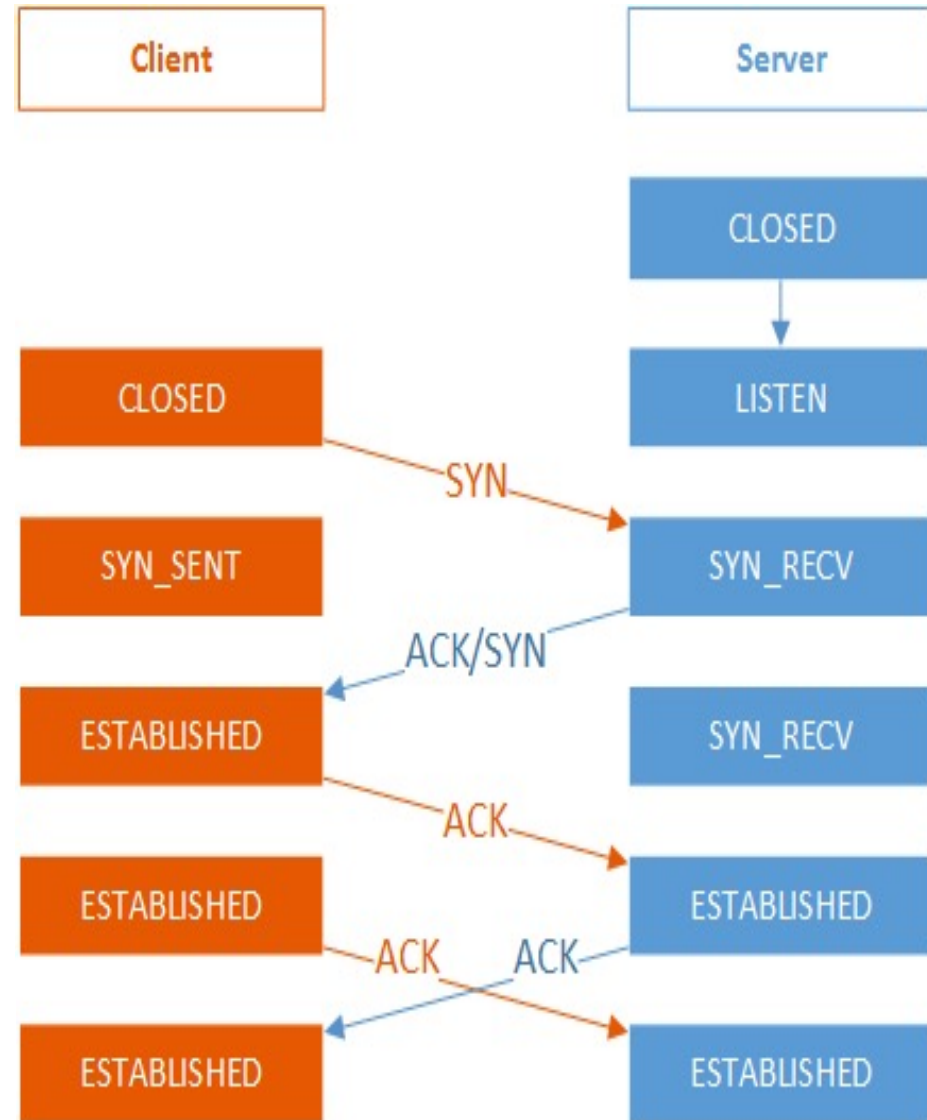 Client
Server
CLOSED
CLOSED
LISTEN
SYN
SYN_SENT
SYN_RECV
ACK/SYN
ESTABLISHED
SYN_RECV
ACK
ESTABLISHED
ESTABLISHED
ACK
ACK
ESTABLISHED
ESTABLISHED